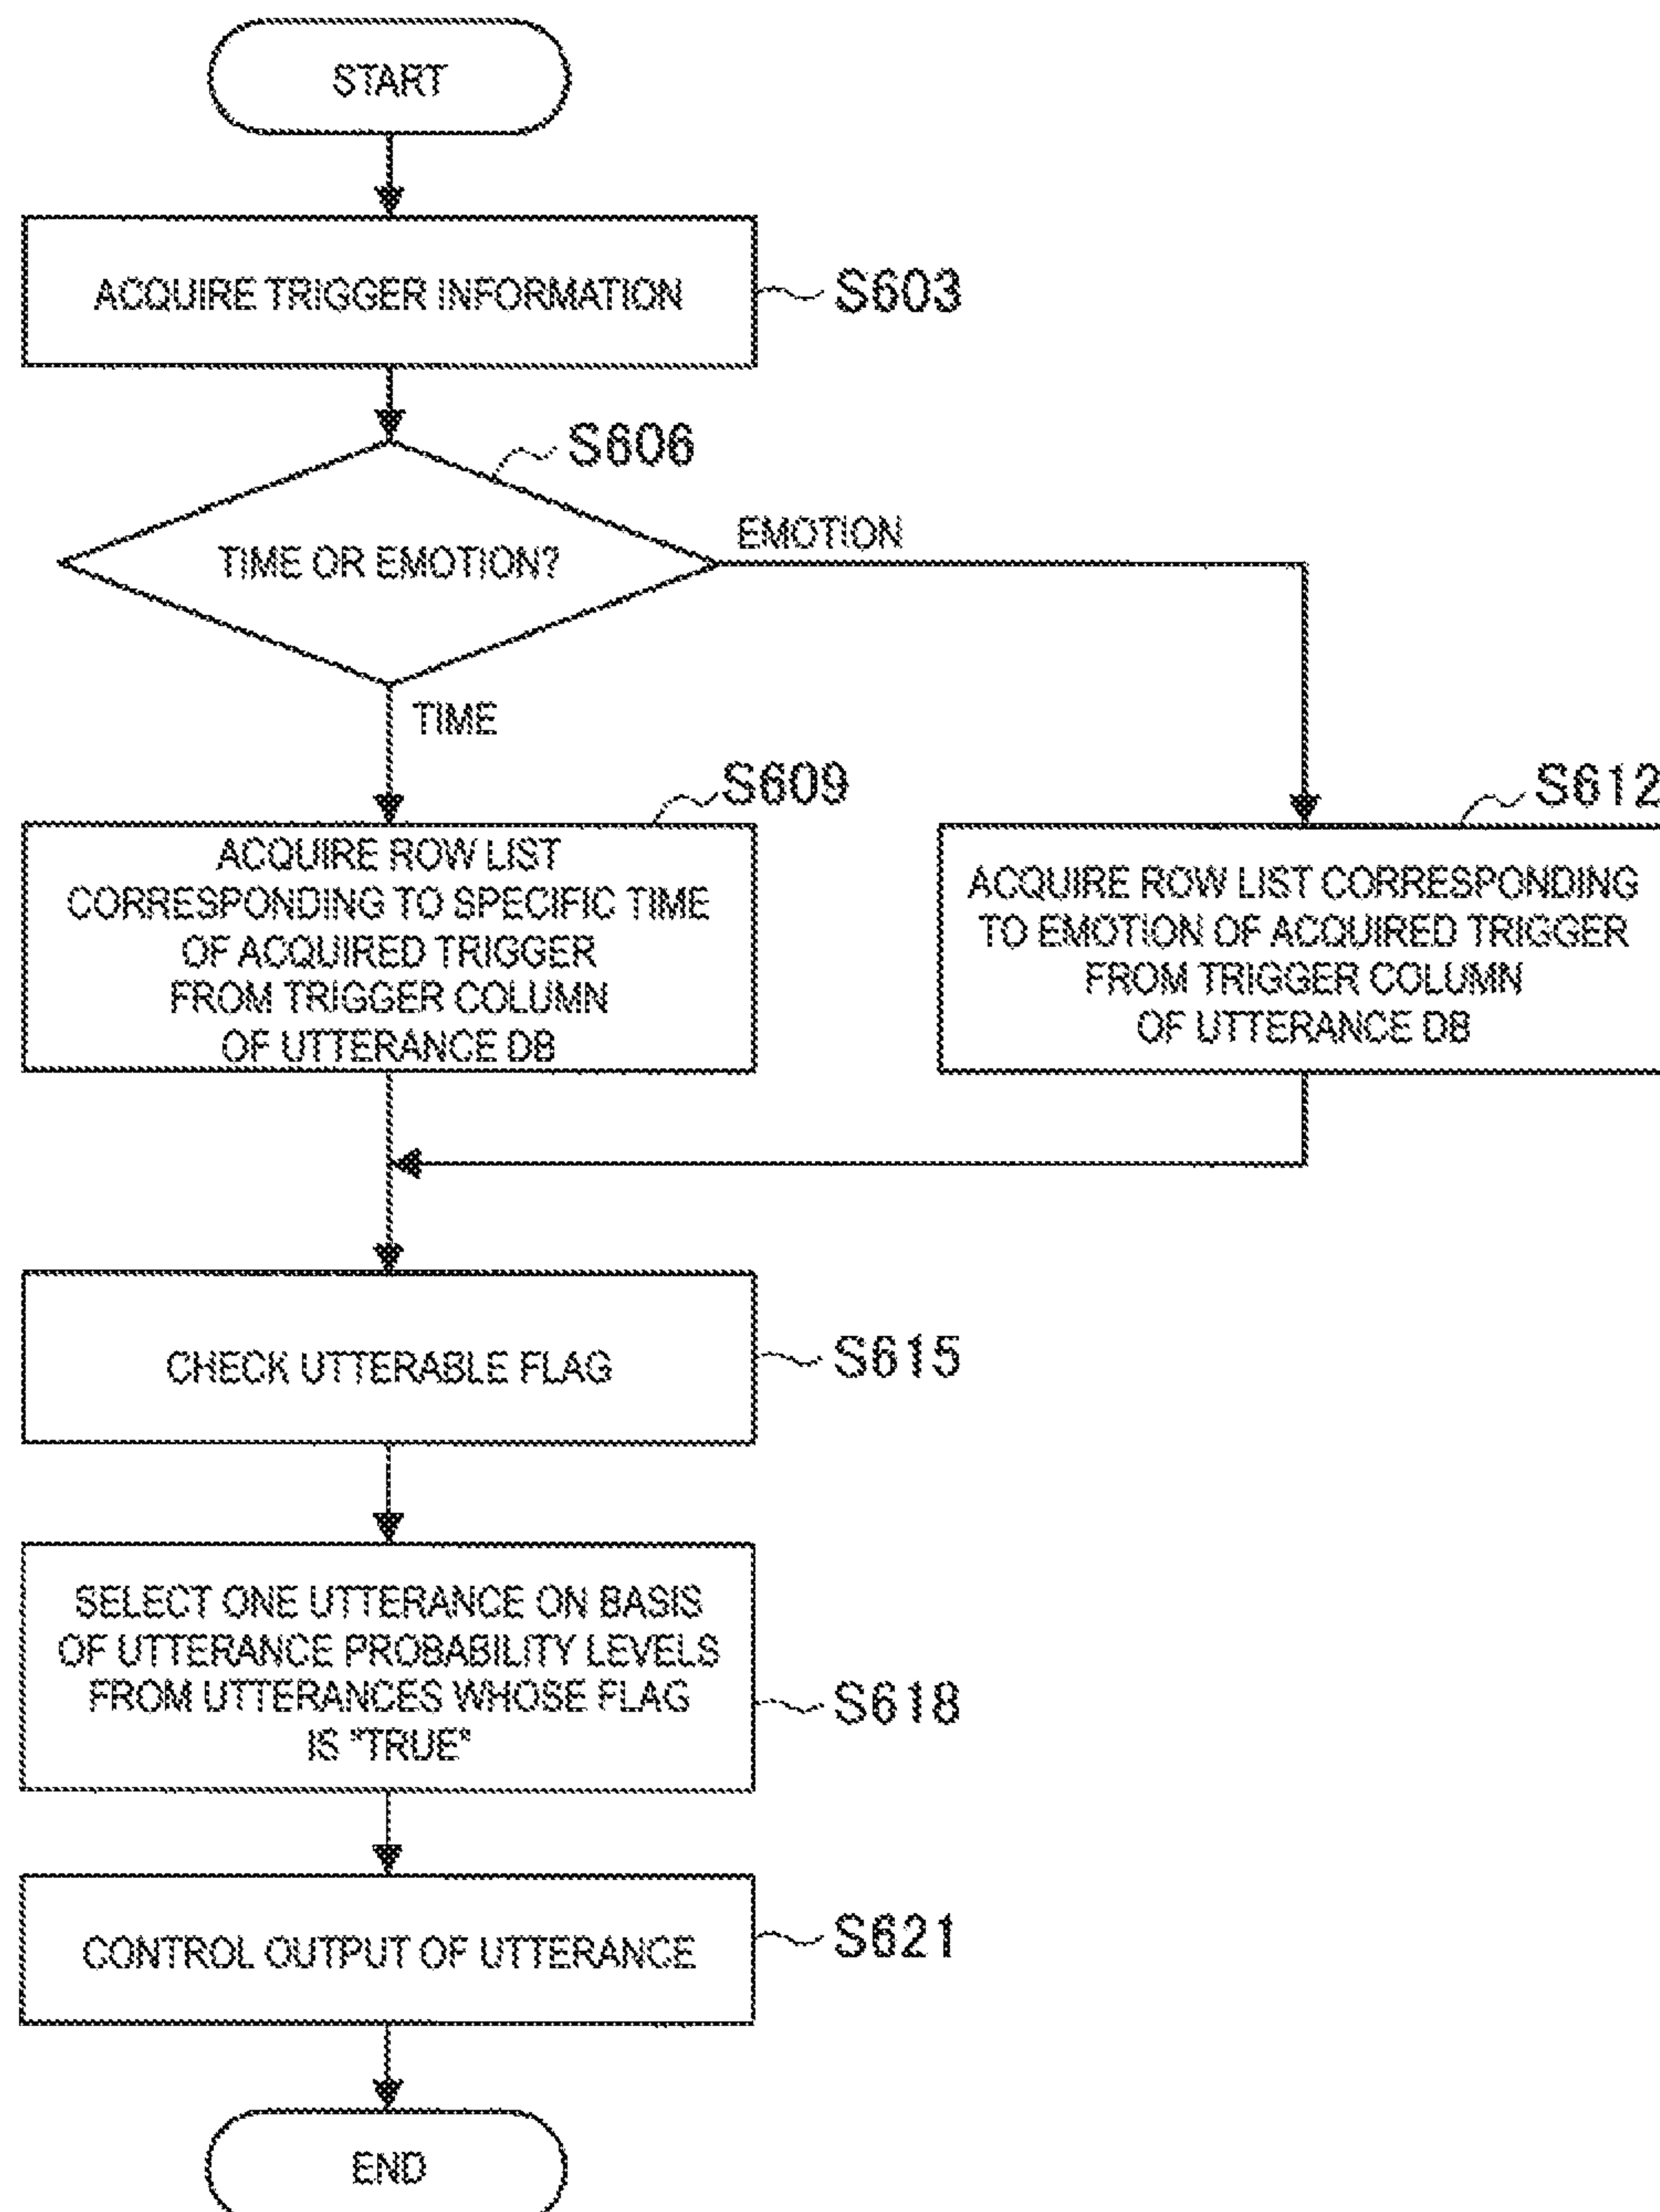 START
ACQUIRE TRIGGER INFORMATION
S603
S606
TIME OR EMOTION?
EMOTION
TIME
S609
ACQUIRE ROW LIST
CORRESPONDING TO SPECIFIC TIME
OF ACQUIRED TRIGGER
FROM TRIGGER COLUMN
OF UTTERANCE DB
S612
ACQUIRE ROW LIST CORRESPONDING
TO EMOTION OF ACQUIRED TRIGGER
FROM TRIGGER COLUMN
OF UTTERANCE DB
CHECK UTTERABLE FLAG
S615
SELECT ONE UTTERANCE ON BASIS
OF UTTERANCE PROBABILITY LEVELS
FROM UTTERANCES WHOSE FLAG
IS "TRUE"
S618
CONTROL OUTPUT OF UTTERANCE
S621
END